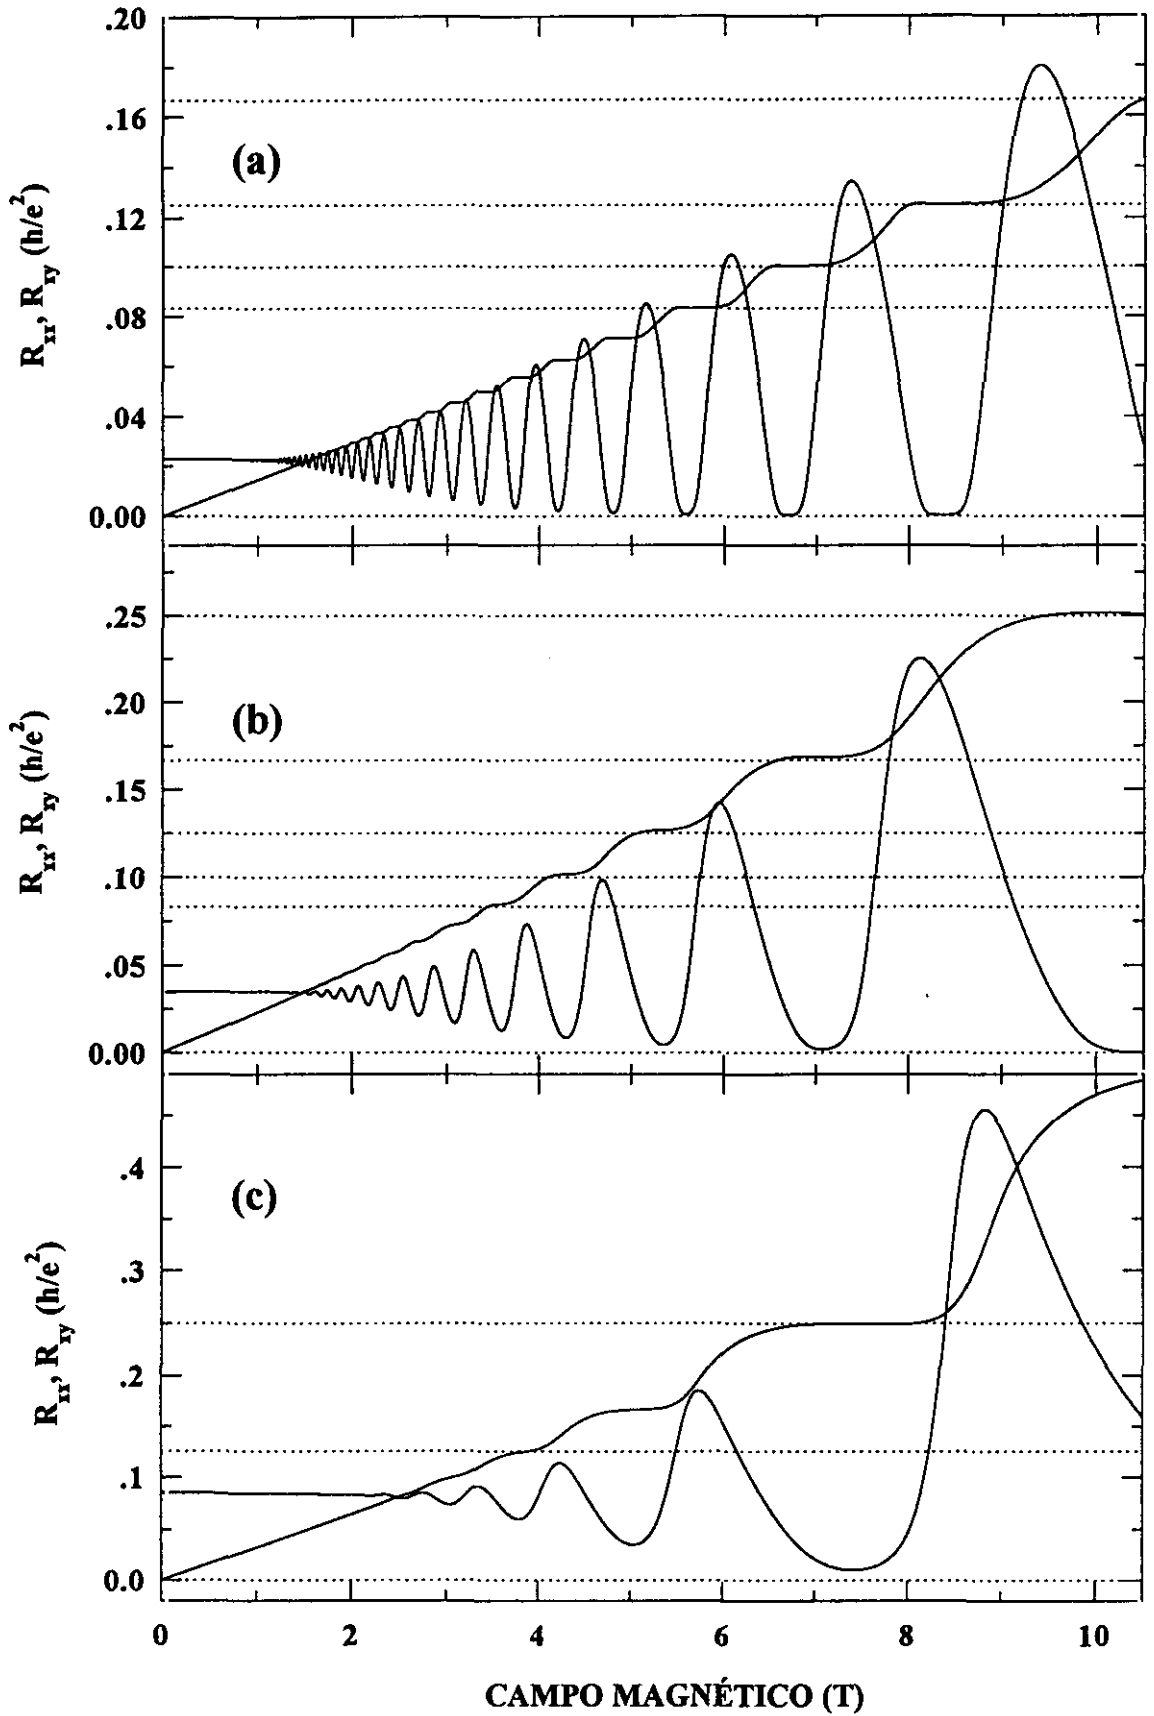 .20
.16
.12
.08
.04
0.00
R_xx, R_xy (h/e^2)
(a)
.25
.20
.15
.10
.05
0.00
R_xx, R_xy (h/e^2)
(b)
.4
.3
.2
.1
0.0
R_xx, R_xy (h/e^2)
(c)
0 2 4 6 8 10
CAMPO MAGNÉTICO (T)